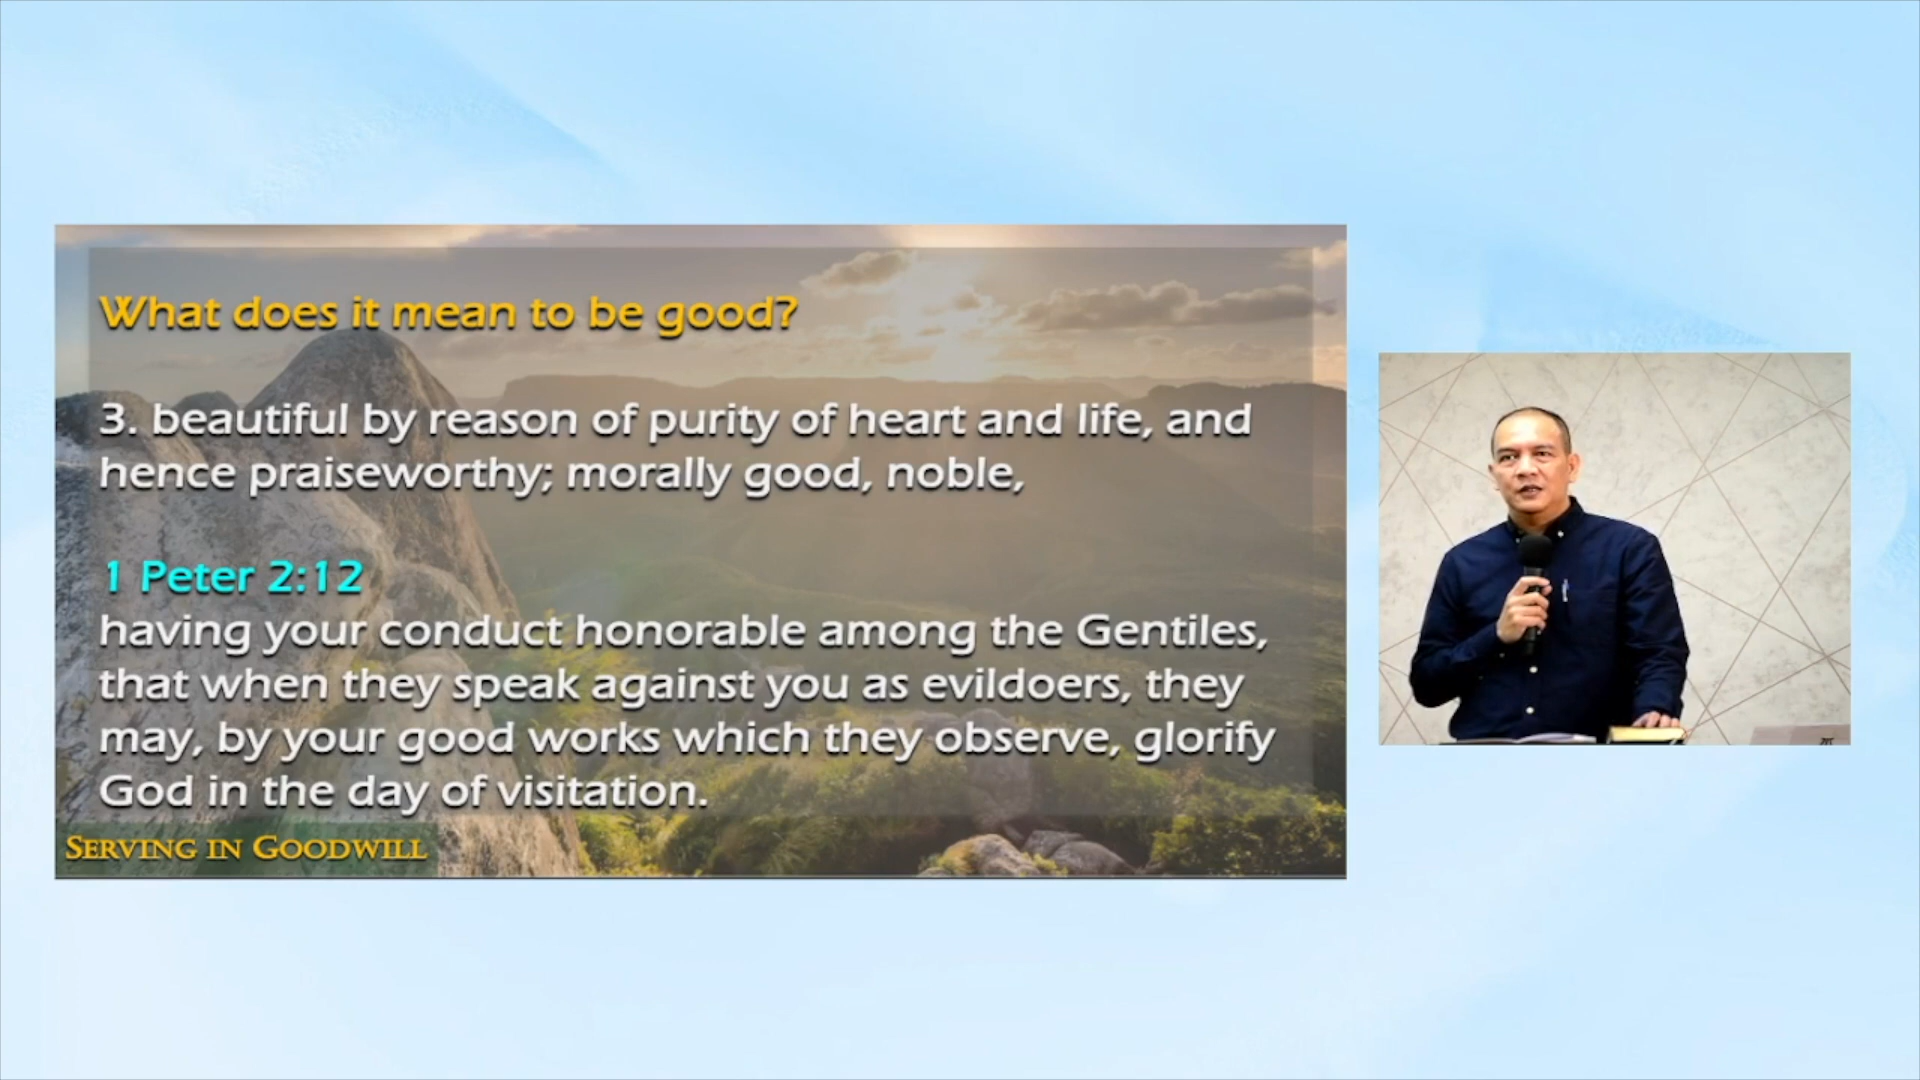 What does it mean to be good?
3. beautiful by reason of purity of heart and life, and
hence praiseworthy; morally good, noble,
1 Peter 2:12
having your conduct honorable among the Gentiles,
that when they speak against you as evildoers, they
may, by your good works which they observe, glorify
God in the day of visitation.
SERVING IN GOODWILL